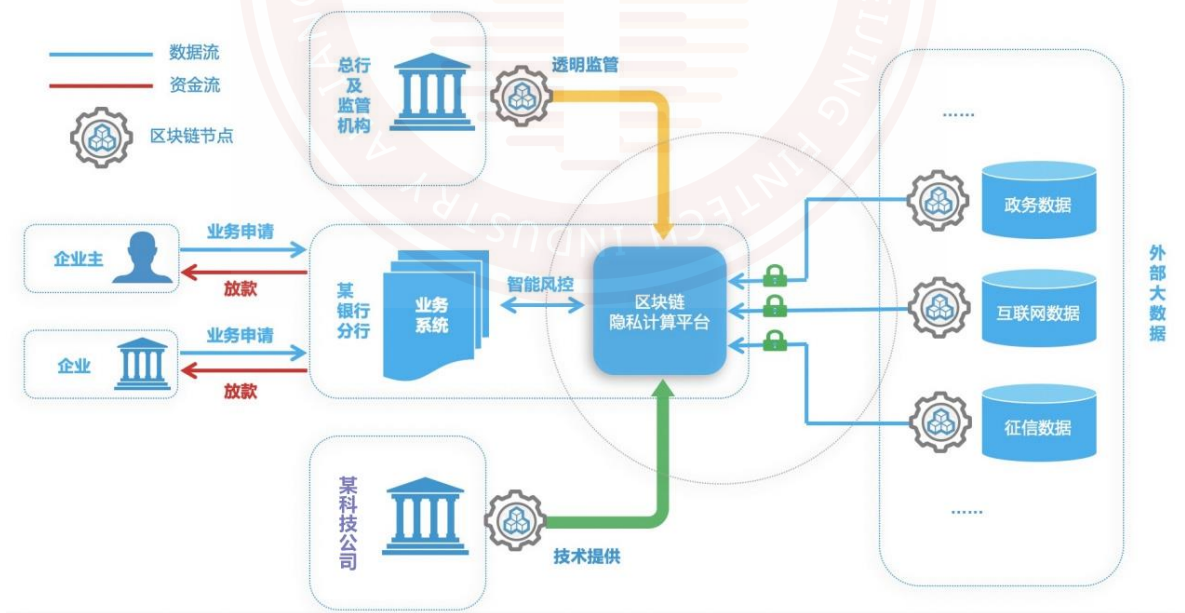 数据流
资金流
区块链节点
总行
及
监管
机构
透明监管
……
政务数据
互联网数据
征信数据
……
外部大数据
企业主
业务申请
放款
企业
业务申请
放款
某
银行
分行
业务
系统
智能风控
区块链
隐私计算平台
某科技公司
技术提供
INDUSTRY
FINTECH